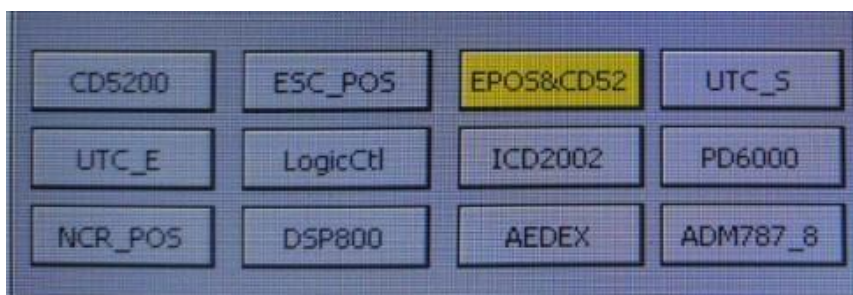 CD5200 ESC_POS EPOS&CD52 UTC_S
UTC_E LogicCtl ICD2002 PD6000
NCR_POS DSP800 AEDEX ADM787_8